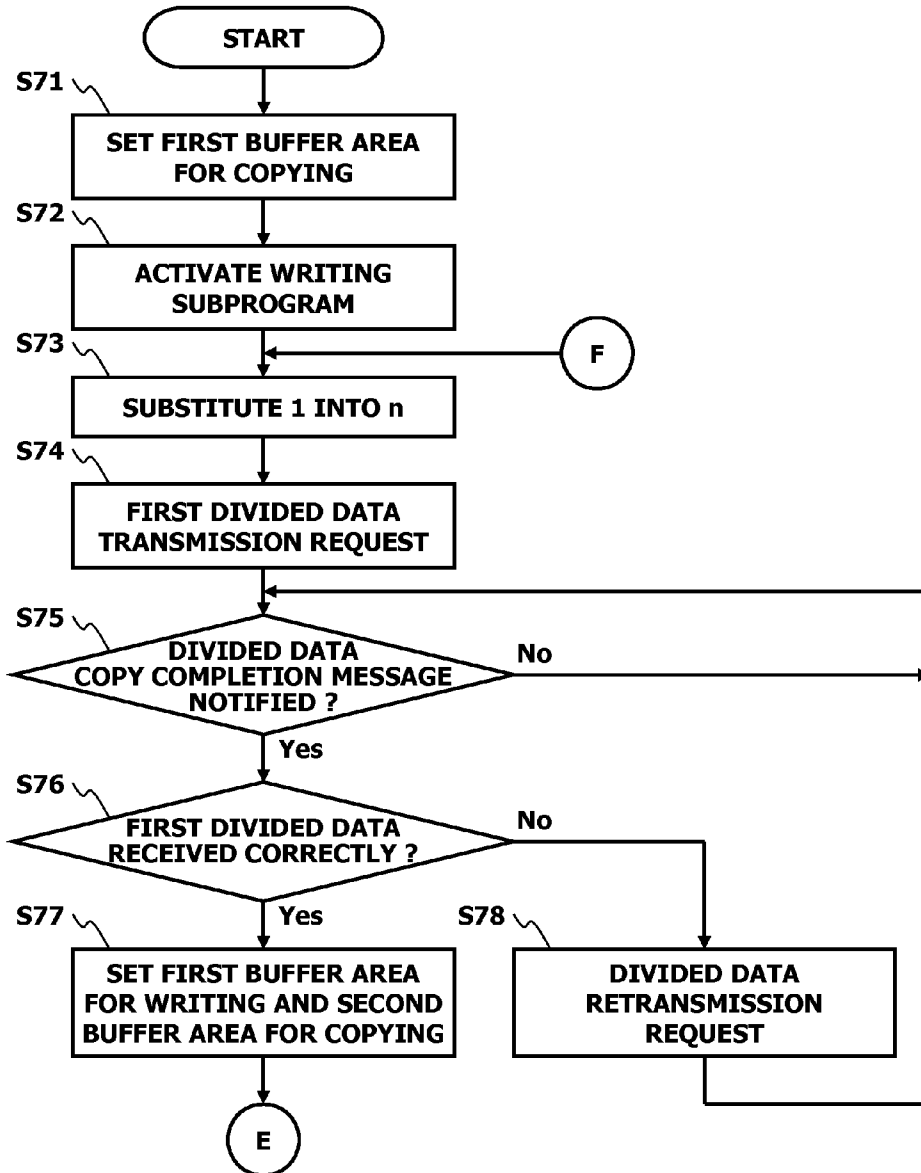 START
S71
SET FIRST BUFFER AREA
FOR COPYING
S72
ACTIVATE WRITING
SUBPROGRAM
S73
F
SUBSTITUTE 1 INTO n
S74
FIRST DIVIDED DATA
TRANSMISSION REQUEST
S75
DIVIDED DATA
COPY COMPLETION MESSAGE
NOTIFIED ?
No
Yes
S76
FIRST DIVIDED DATA
RECEIVED CORRECTLY ?
No
Yes
S77
SET FIRST BUFFER AREA
FOR WRITING AND SECOND
BUFFER AREA FOR COPYING
S78
DIVIDED DATA
RETRANSMISSION
REQUEST
E